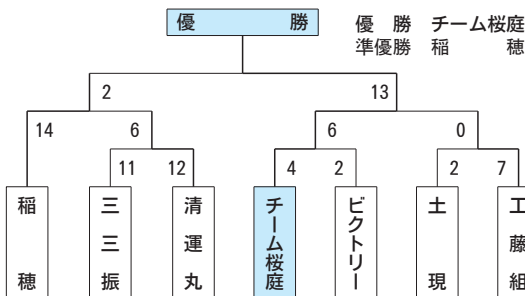 優 勝
優 勝 チーム桜庭
準優勝 稲 穂
2 13
14 6 6 0
11 12 4 2 2 7
稲穂
三三振
清運丸
チーム桜庭
ビクトリー
土現
工藤組